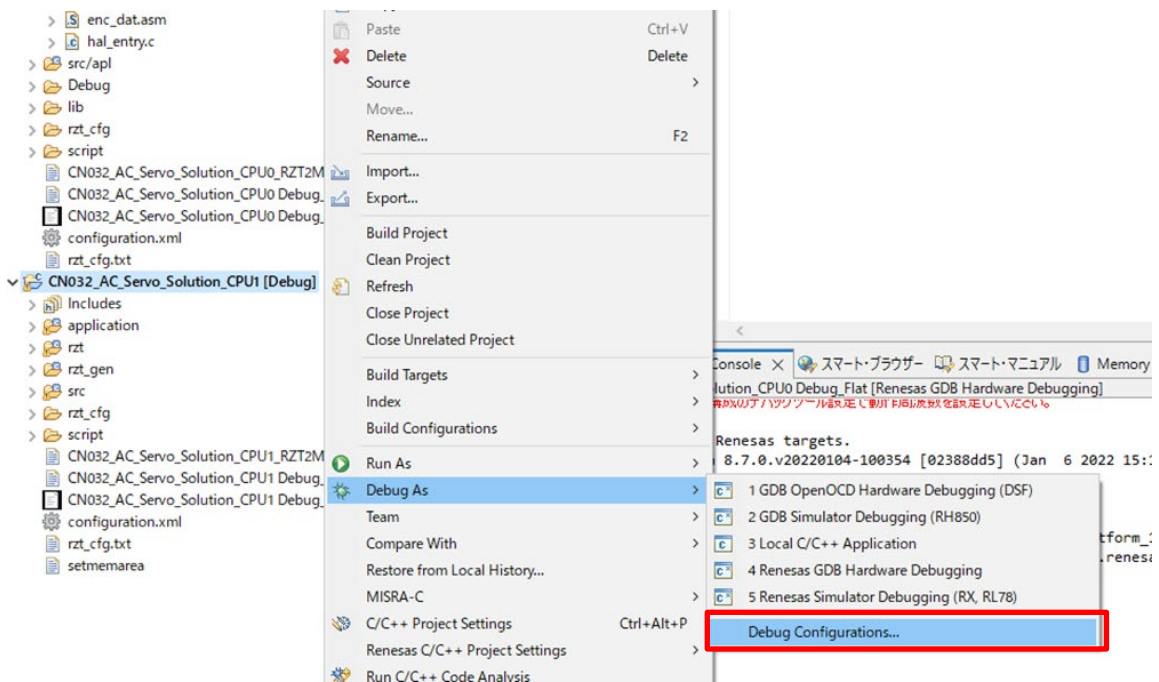 enc_dat.asm
hal_entry.c
src/apl
Debug
lib
rzt_cfg
script
CN032_AC_Servo_Solution_CPU0_RZT2M
CN032_AC_Servo_Solution_CPU0 Debug_
CN032_AC_Servo_Solution_CPU0 Debug_
configuration.xml
rzt_cfg.txt
CN032_AC_Servo_Solution_CPU1 [Debug]
Includes
application
rzt
rzt_gen
src
rzt_cfg
script
CN032_AC_Servo_Solution_CPU1_RZT2M
CN032_AC_Servo_Solution_CPU1 Debug_
CN032_AC_Servo_Solution_CPU1 Debug_
configuration.xml
rzt_cfg.txt
setmemarea
Paste Ctrl+V
Delete Delete
Source
Move...
Rename... F2
Import...
Export...
Build Project
Clean Project
Refresh
Close Project
Close Unrelated Project
Build Targets
Index
Build Configurations
Run As
Debug As
Team
Compare With
Restore from Local History...
MISRA-C
C/C++ Project Settings Ctrl+Alt+P
Renesas C/C++ Project Settings
Run C/C++ Code Analysis
Console スマート・ブラウザー スマート・マニュアル Memory
lution_CPU0 Debug_Flat [Renesas GDB Hardware Debugging]
Renesas targets.
8.7.0.v20220104-100354 [02388dd5] (Jan 6 2022 15:1
1 GDB OpenOCD Hardware Debugging (DSF)
2 GDB Simulator Debugging (RH850)
3 Local C/C++ Application
4 Renesas GDB Hardware Debugging
5 Renesas Simulator Debugging (RX, RL78)
Debug Configurations...
tform_1
.renesa